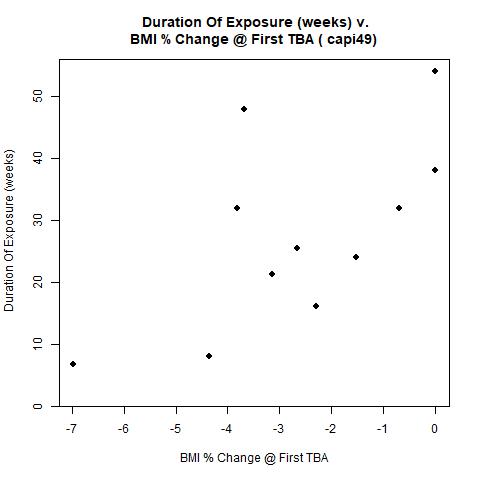 Duration Of Exposure (weeks) v.
BMI % Change @ First TBA ( capi49)
Duration Of Exposure (weeks)
50
40
30
20
10
0
-7 -6 -5 -4 -3 -2 -1 0
BMI % Change @ First TBA